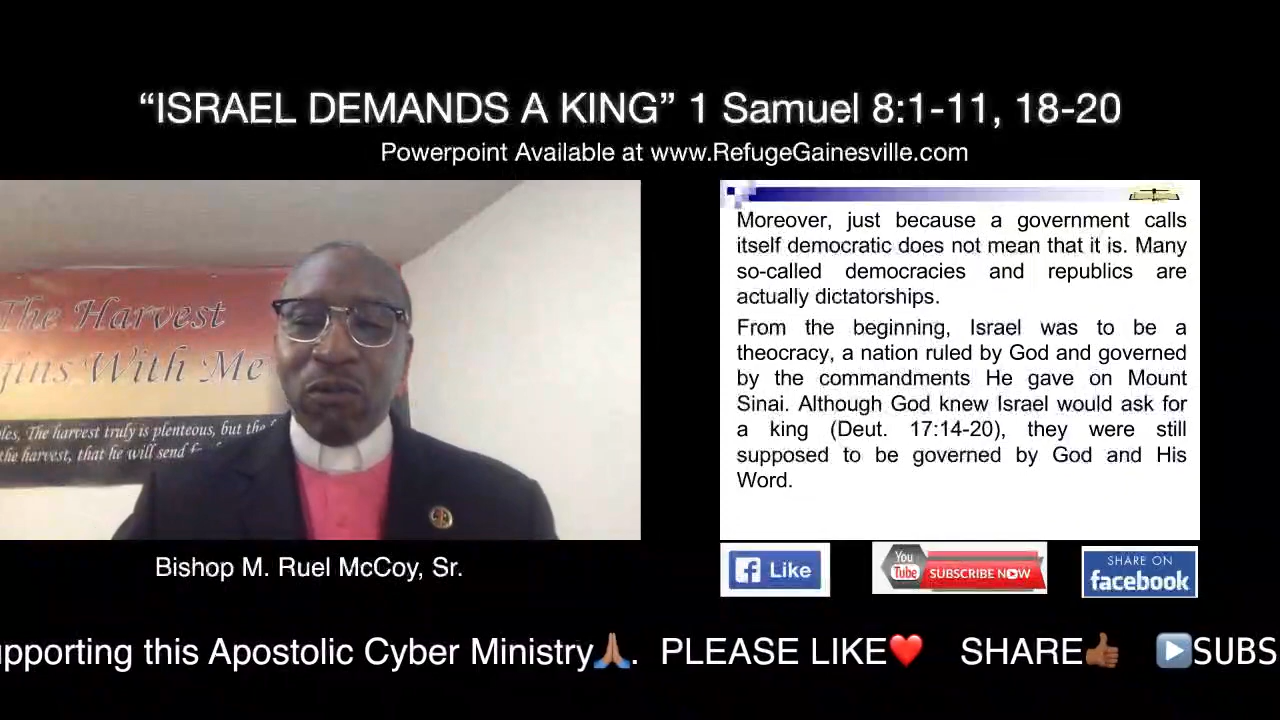 “ISRAEL DEMANDS A KING” 1 Samuel 8:1-11, 18-20
Powerpoint Available at www.RefugeGainesville.com
The Harvest
With Me
The harvest truly is plenteous, but the
the harvest, that he will send
Moreover, just because a government calls
itself democratic does not mean that it is. Many
so-called democracies and republics are
actually dictatorships.
From the beginning, Israel was to be a
theocracy, a nation ruled by God and governed
by the commandments He gave on Mount
Sinai. Although God knew Israel would ask for
a king (Deut. 17:14-20), they were still
supposed to be governed by God and His
Word.
Bishop M. Ruel McCoy, Sr.
Like
You Tube SUBSCRIBE NOW
SHARE ON
facebook
pporting this Apostolic Cyber Ministry🙏🏽. PLEASE LIKE❤️ SHARE👍🏾 ▶️SUBS